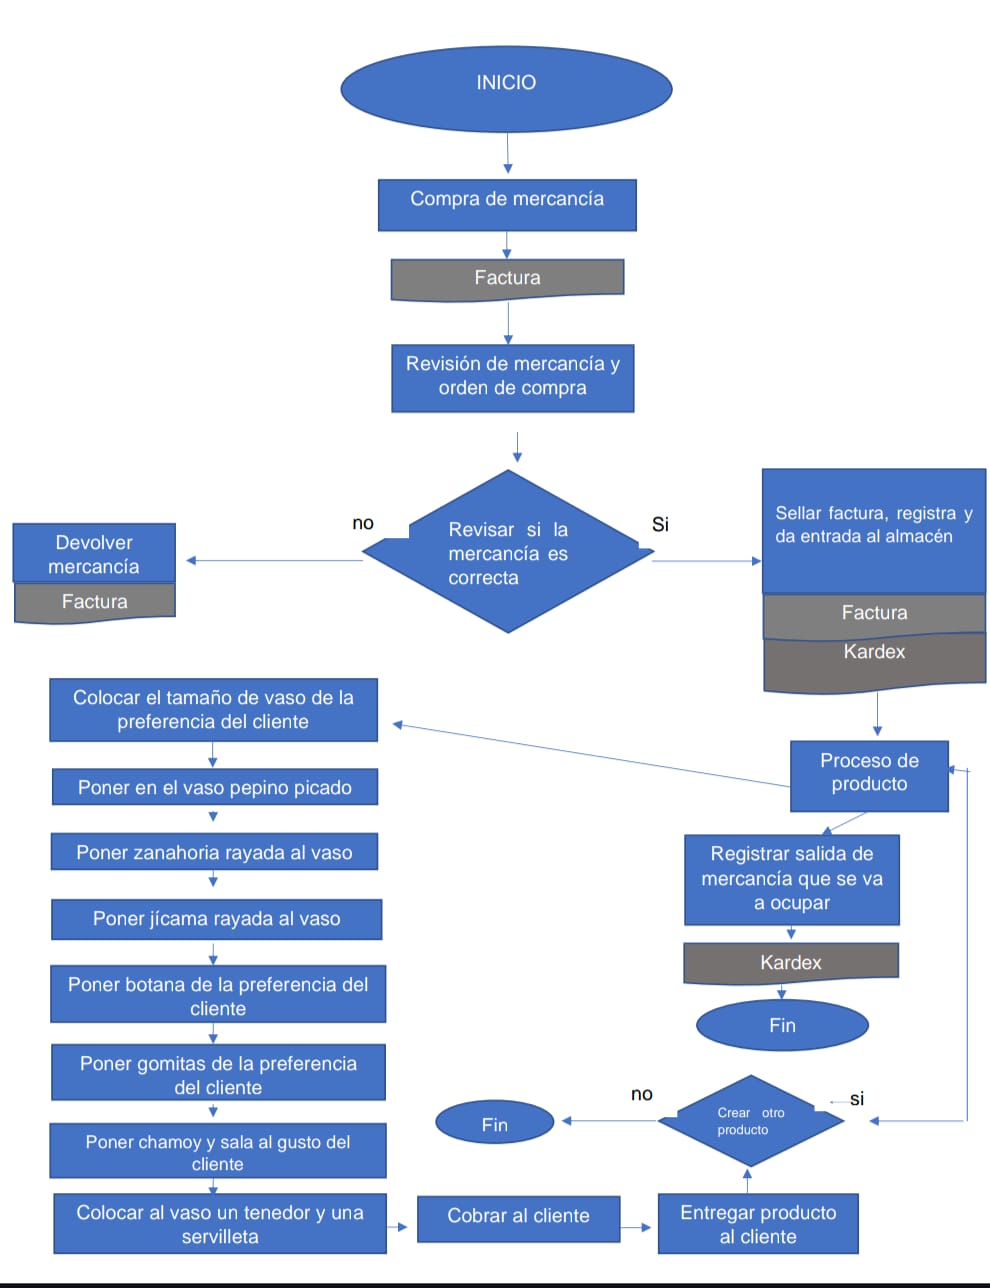 INICIO
Compra de mercancía
Factura
Revisión de mercancía y
orden de compra
no
Revisar si la
mercancía es
correcta
Si
Devolver
mercancía
Factura
Sellar factura, registra y
da entrada al almacén
Factura
Kardex
Proceso de
producto
Registrar salida de
mercancía que se va
a ocupar
Kardex
Fin
Colocar el tamaño de vaso de la
preferencia del cliente
Poner en el vaso pepino picado
Poner zanahoria rayada al vaso
Poner jícama rayada al vaso
Poner botana de la preferencia del
cliente
Poner gomitas de la preferencia
del cliente
Poner chamoy y sala al gusto del
cliente
Colocar al vaso un tenedor y una
servilleta
Cobrar al cliente
Entregar producto
al cliente
Crear otro
producto
si
no
Fin